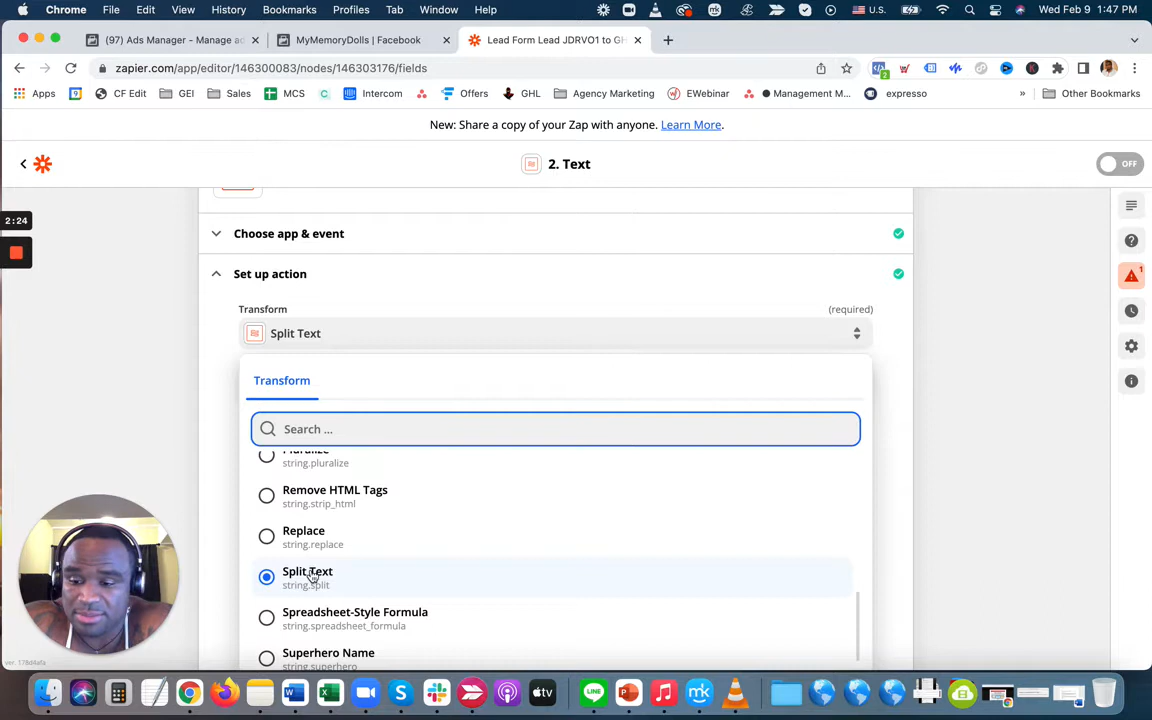 Chrome File Edit View History Bookmarks Profiles Tab Window Help U.S. Wed Feb 9 1:47 PM
(97) Ads Manager - Manage ad MyMemoryDolls | Facebook Lead Form Lead JDRVO1 to GH
zapier.com/app/editor/146300083/nodes/146303176/fields
2
Apps CF Edit GEI Sales MCS Intercom Offers GHL Agency Marketing EWebinar Management M... expresso » Other Bookmarks
New: Share a copy of your Zap with anyone. Learn More.
2. Text OFF
2:24
Choose app & event
Set up action
1
Transform (required)
Split Text
Transform
Search ...
Pluralize
string.pluralize
Remove HTML Tags
string.strip_html
Replace
string.replace
Split Text
string.split
Spreadsheet-Style Formula
string.spreadsheet_formula
Superhero Name
string.superhero